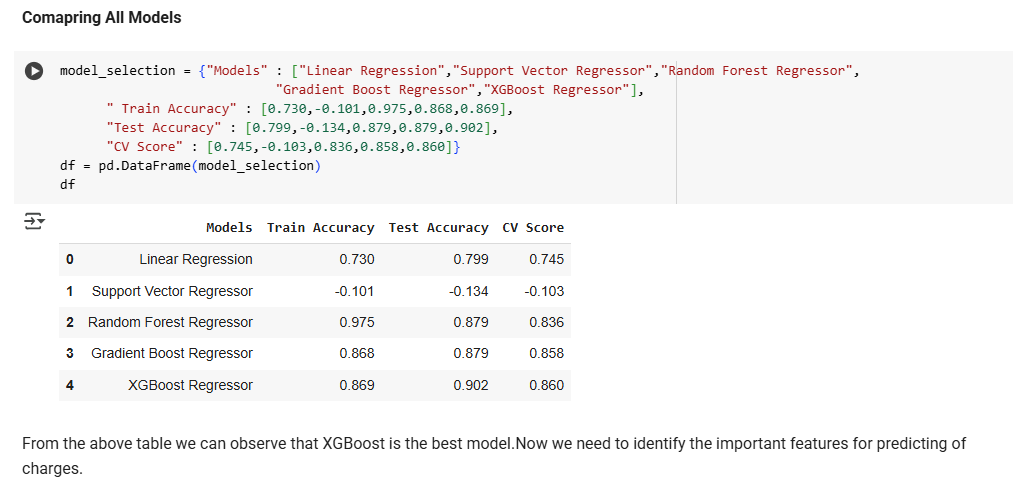 Comapring All Models
model_selection = {"Models" : ["Linear Regression","Support Vector Regressor","Random Forest Regressor",
"Gradient Boost Regressor","XGBoost Regressor"],
" Train Accuracy" : [0.730,-0.101,0.975,0.868,0.869],
"Test Accuracy" : [0.799,-0.134,0.879,0.879,0.902],
"CV Score" : [0.745,-0.103,0.836,0.858,0.860]}
df = pd.DataFrame(model_selection)
df
Models Train Accuracy Test Accuracy CV Score
0 Linear Regression 0.730 0.799 0.745
1 Support Vector Regressor -0.101 -0.134 -0.103
2 Random Forest Regressor 0.975 0.879 0.836
3 Gradient Boost Regressor 0.868 0.879 0.858
4 XGBoost Regressor 0.869 0.902 0.860
From the above table we can observe that XGBoost is the best model.Now we need to identify the important features for predicting of
charges.